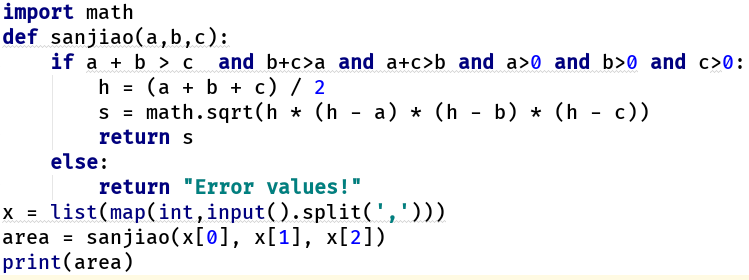 import math
def sanjiao(a,b,c):
    if a + b > c  and b+c>a and a+c>b and a>0 and b>0 and c>0:
        h = (a + b + c) / 2
        s = math.sqrt(h * (h - a) * (h - b) * (h - c))
        return s
    else:
        return "Error values!"
x = list(map(int,input().split(',')))
area = sanjiao(x[0], x[1], x[2])
print(area)